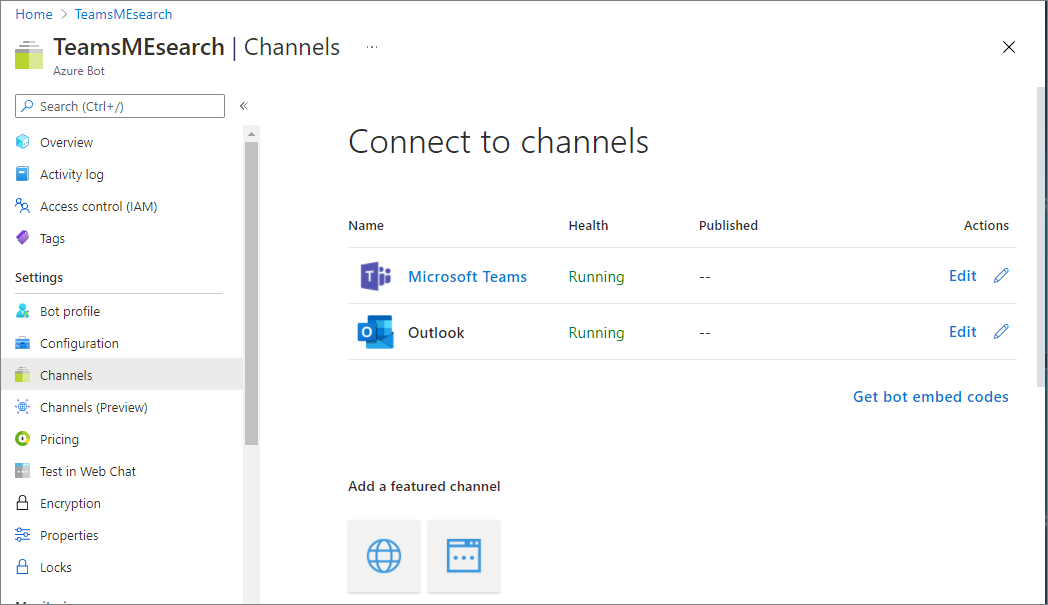 Home > TeamsMEsearch
TeamsMEsearch | Channels ...
Azure Bot
Search (Ctrl+/) «
Overview
Activity log
Access control (IAM)
Tags
Settings
Bot profile
Configuration
Channels
Channels (Preview)
Pricing
Test in Web Chat
Encryption
Properties
Locks
Connect to channels
Name Health Published Actions
Microsoft Teams Running -- Edit
Outlook Running -- Edit
Get bot embed codes
Add a featured channel